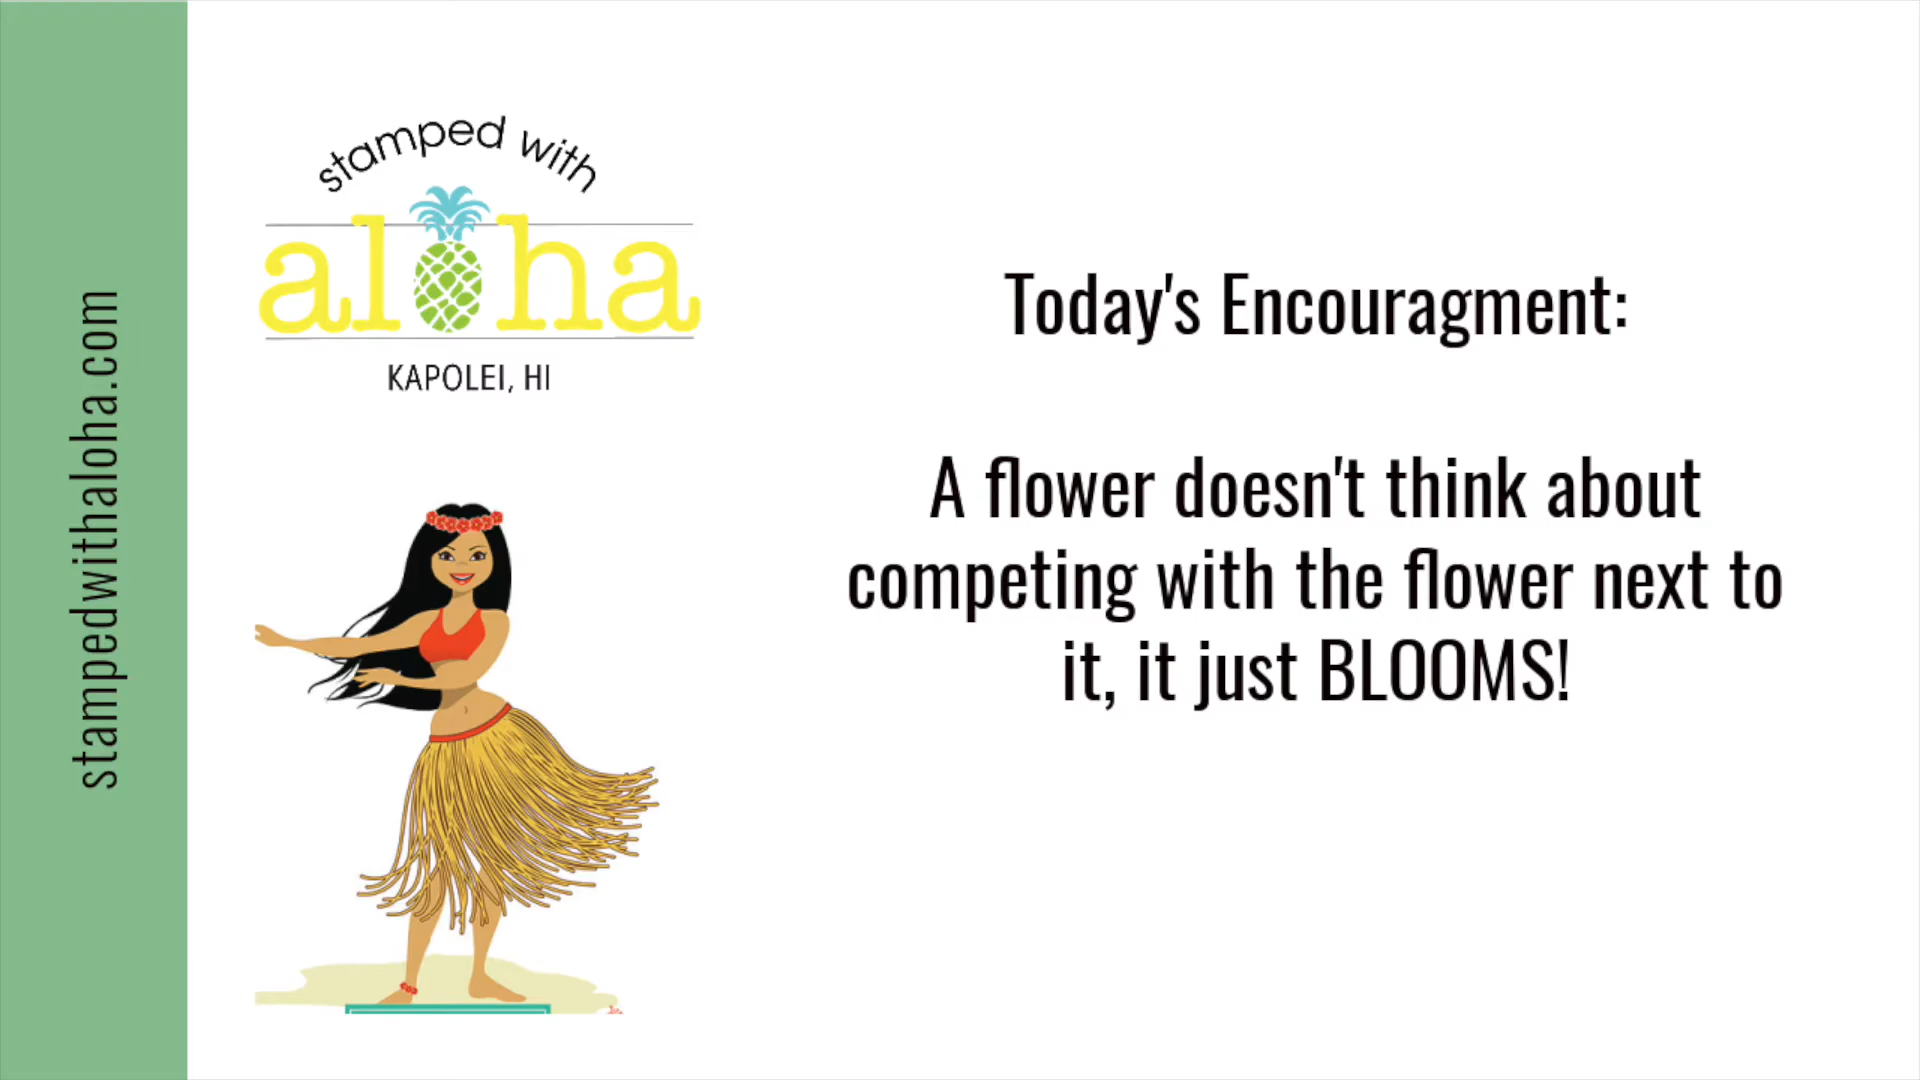 stampedwithaloha.com
stamped with
aloha
KAPOLEI, HI
Today's Encouragment:
A flower doesn't think about
competing with the flower next to
it, it just BLOOMS!